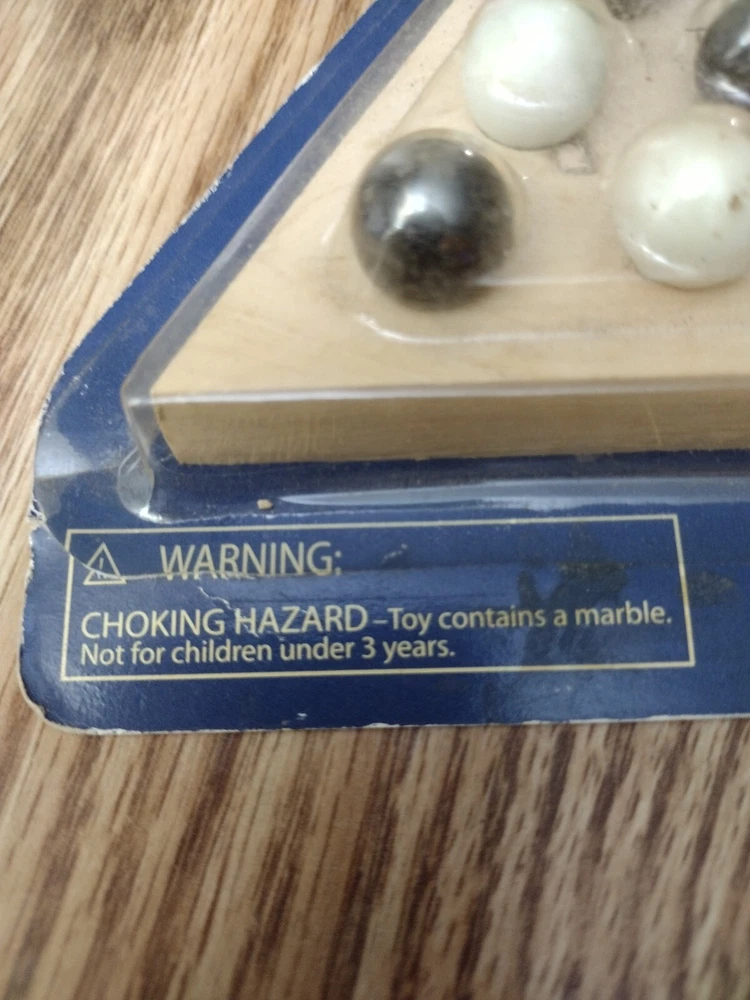 WARNING:
CHOKING HAZARD –Toy contains a marble.
Not for children under 3 years.